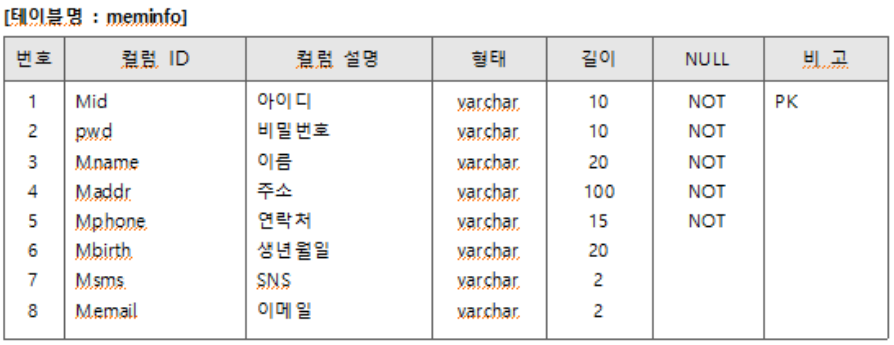 [테이블명 : meminfo]
번호 컬럼 ID 컬럼 설명 형태 길이 NULL 비 고
1 Mid 아이디 varchar 10 NOT PK
2 pwd 비밀번호 varchar 10 NOT
3 Mname 이름 varchar 20 NOT
4 Maddr 주소 varchar 100 NOT
5 Mphone 연락처 varchar 15 NOT
6 Mbirth 생년월일 varchar 20
7 Msms SNS varchar 2
8 Memail 이메일 varchar 2